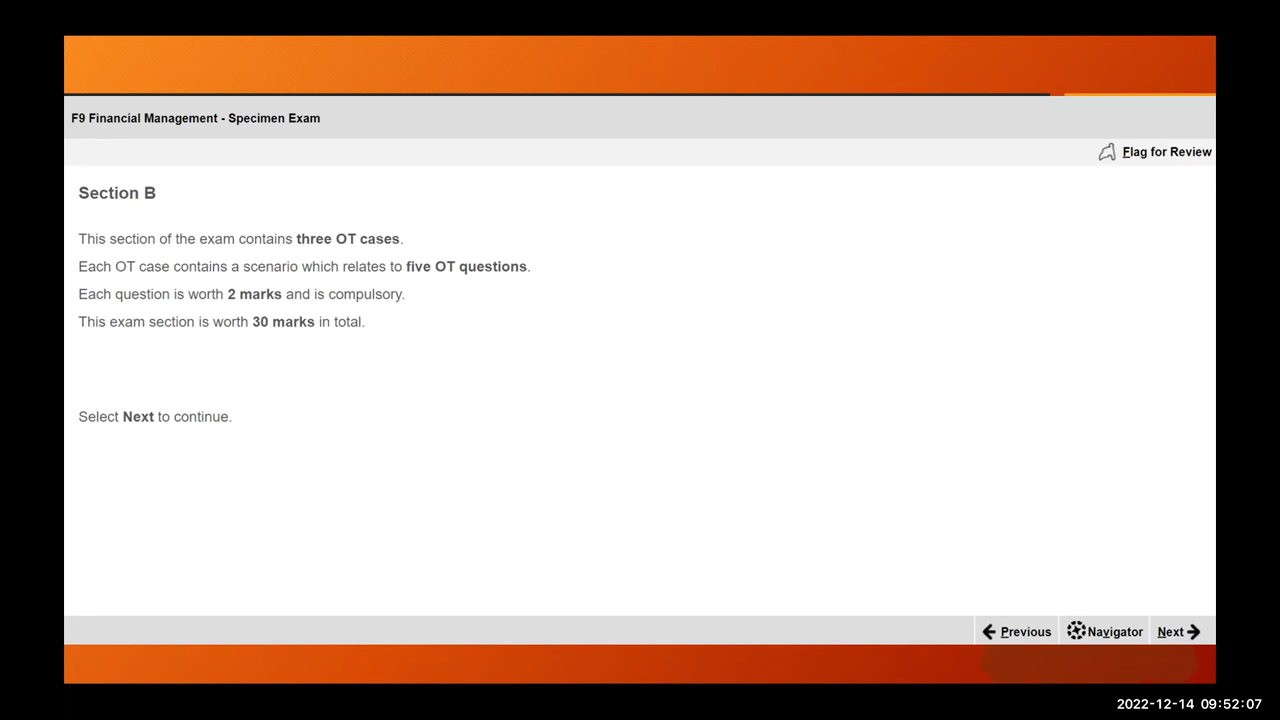 F9 Financial Management - Specimen Exam
Flag for Review
Section B
This section of the exam contains three OT cases.
Each OT case contains a scenario which relates to five OT questions.
Each question is worth 2 marks and is compulsory.
This exam section is worth 30 marks in total.
Select Next to continue.
Previous Navigator Next
2022-12-14 09:52:07